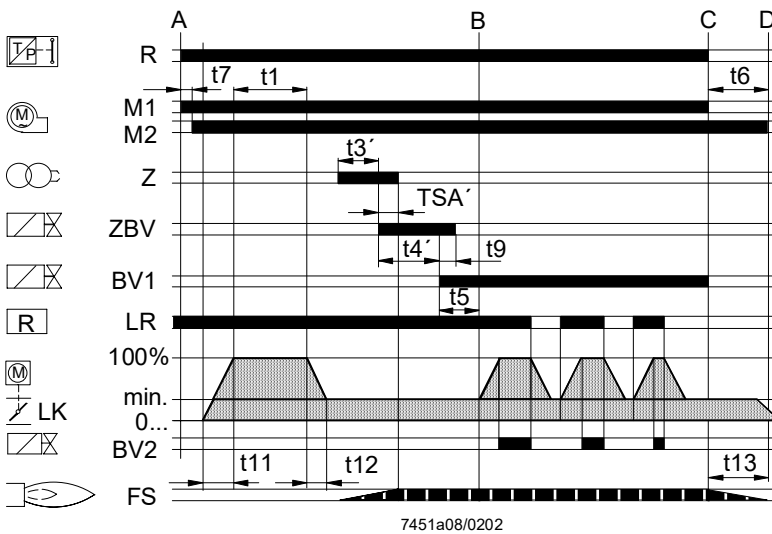 A B C D
T/P R
t7 t1 t6
M1
M ~ M2
t3´
Z
TSA´
ZBV
t4´ t9
BV1
t5
R LR
100%
M
min.
LK
0...
BV2
t11 t12 t13
FS
7451a08/0202